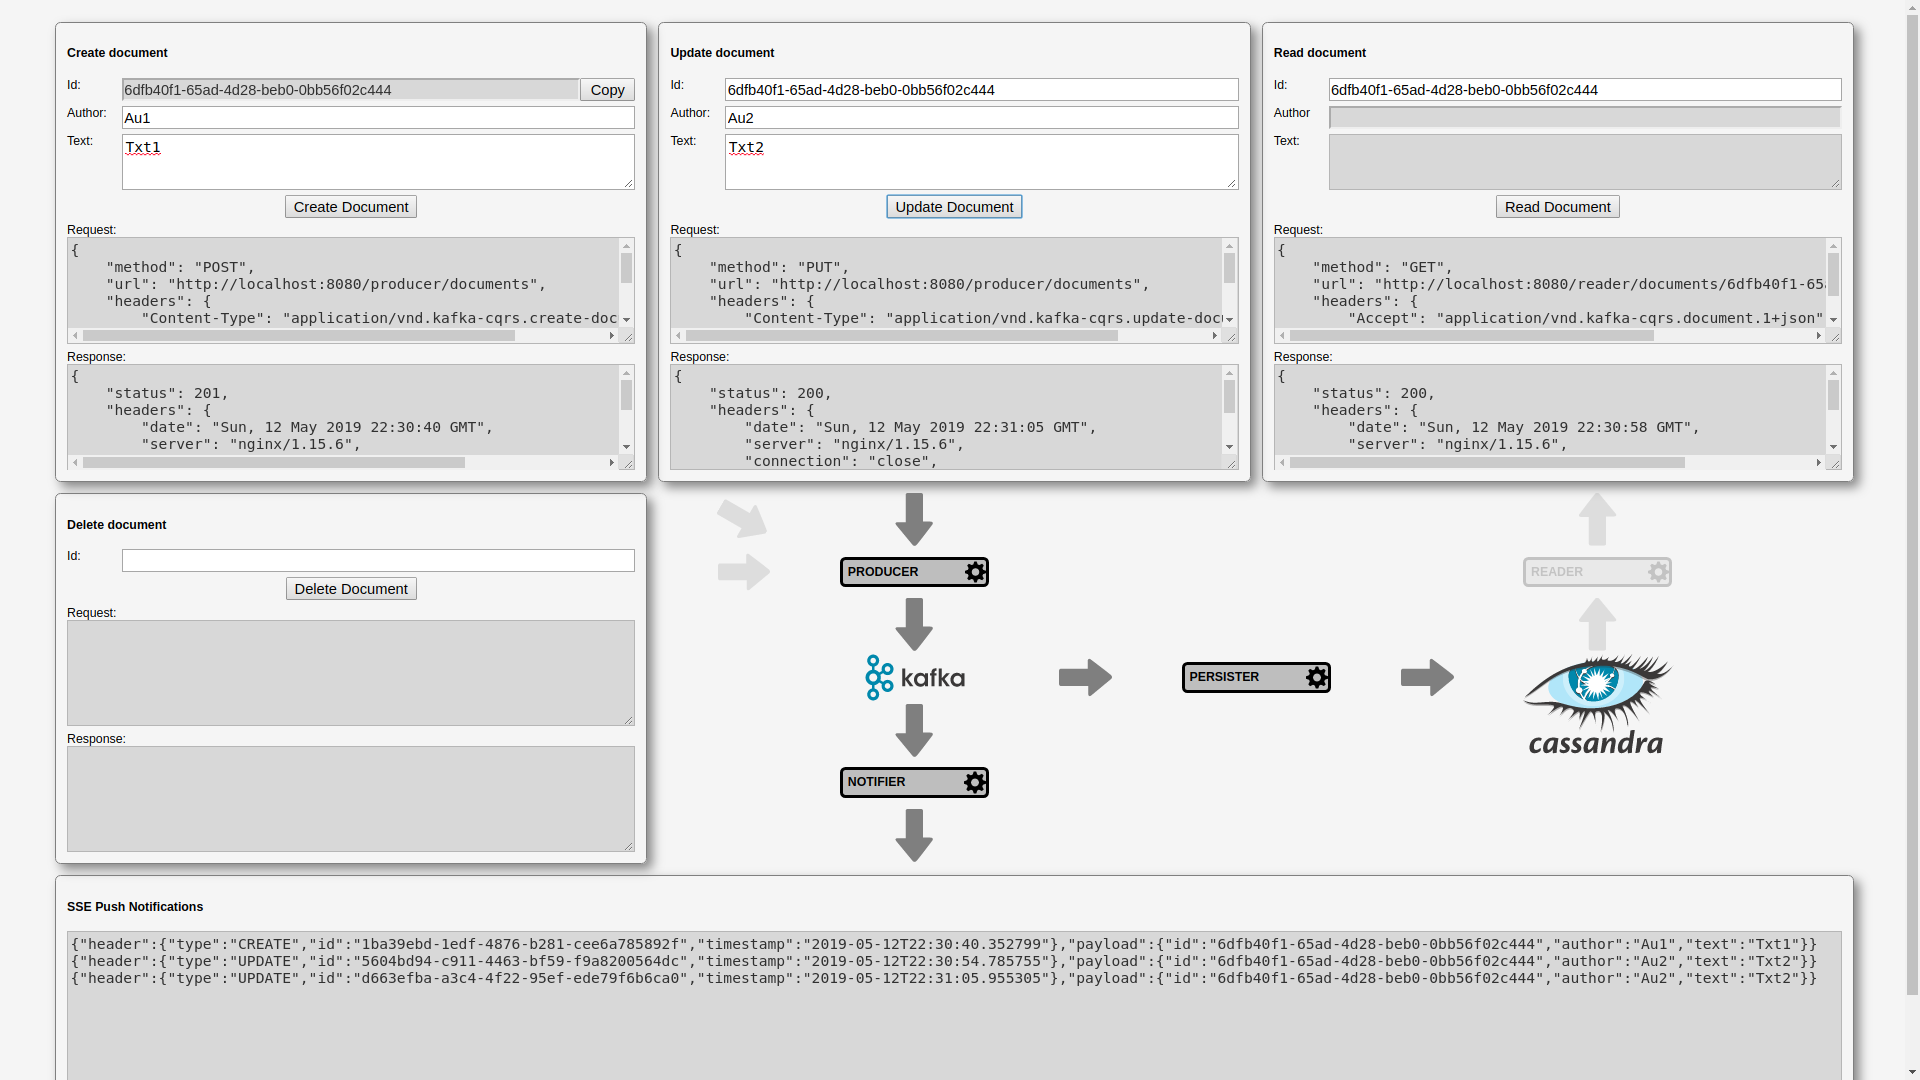 Create document
Id:
6dfb40f1-65ad-4d28-beb0-0bb56f02c444
Copy
Author:
Au1
Text:
Txt1
Create Document
Request:
{
    "method": "POST",
    "url": "http://localhost:8080/producer/documents",
    "headers": {
        "Content-Type": "application/vnd.kafka-cqrs.create-doc
Response:
{
    "status": 201,
    "headers": {
        "date": "Sun, 12 May 2019 22:30:40 GMT",
        "server": "nginx/1.15.6",
Update document
Id:
6dfb40f1-65ad-4d28-beb0-0bb56f02c444
Author:
Au2
Text:
Txt2
Update Document
Request:
{
    "method": "PUT",
    "url": "http://localhost:8080/producer/documents",
    "headers": {
        "Content-Type": "application/vnd.kafka-cqrs.update-doc
Response:
{
    "status": 200,
    "headers": {
        "date": "Sun, 12 May 2019 22:31:05 GMT",
        "server": "nginx/1.15.6",
        "connection": "close",
Read document
Id:
6dfb40f1-65ad-4d28-beb0-0bb56f02c444
Author
Text:
Read Document
Request:
{
    "method": "GET",
    "url": "http://localhost:8080/reader/documents/6dfb40f1-65
    "headers": {
        "Accept": "application/vnd.kafka-cqrs.document.1+json"
Response:
{
    "status": 200,
    "headers": {
        "date": "Sun, 12 May 2019 22:30:58 GMT",
        "server": "nginx/1.15.6",
Delete document
Id:
Delete Document
Request:
Response:
PRODUCER
READER
kafka
PERSISTER
cassandra
NOTIFIER
SSE Push Notifications
{"header":{"type":"CREATE","id":"1ba39ebd-1edf-4876-b281-cee6a785892f","timestamp":"2019-05-12T22:30:40.352799"},"payload":{"id":"6dfb40f1-65ad-4d28-beb0-0bb56f02c444","author":"Au1","text":"Txt1"}}
{"header":{"type":"UPDATE","id":"5604bd94-c911-4463-bf59-f9a8200564dc","timestamp":"2019-05-12T22:30:54.785755"},"payload":{"id":"6dfb40f1-65ad-4d28-beb0-0bb56f02c444","author":"Au2","text":"Txt2"}}
{"header":{"type":"UPDATE","id":"d663efba-a3c4-4f22-95ef-ede79f6b6ca0","timestamp":"2019-05-12T22:31:05.955305"},"payload":{"id":"6dfb40f1-65ad-4d28-beb0-0bb56f02c444","author":"Au2","text":"Txt2"}}